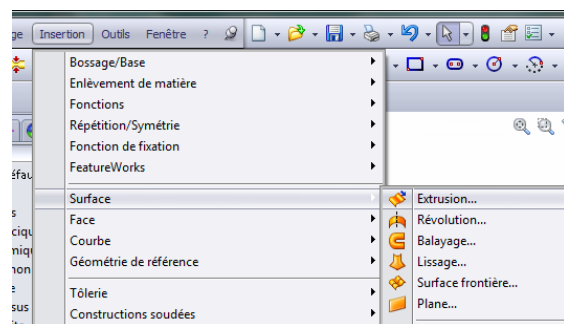 Insertion Outils Fenêtre ?
Bossage/Base
Enlèvement de matière
Fonctions
Répétition/Symétrie
Fonction de fixation
FeatureWorks
Surface
Extrusion...
Face
Révolution...
Courbe
Balayage...
Géométrie de référence
Lissage...
Surface frontière...
Tôlerie
Plane...
Constructions soudées